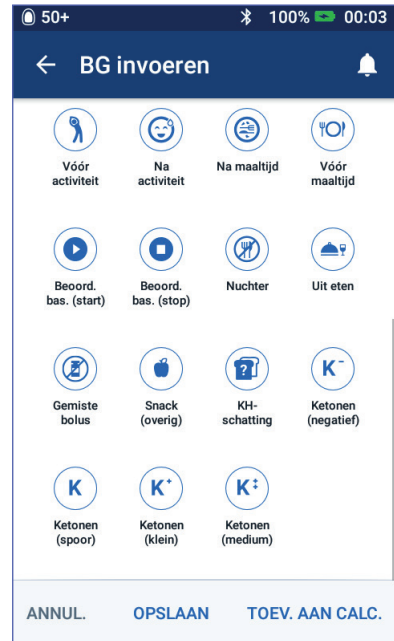 50+ 100% 00:03
BG invoeren
Vóór Na Na maaltijd Vóór
activiteit activiteit maaltijd
Beoord. Beoord. Nuchter Uit eten
bas. (start) bas. (stop)
? K⁻
Gemiste Snack KH- Ketonen
bolus (overig) schatting (negatief)
K K⁺ K‡
Ketonen Ketonen Ketonen
(spoor) (klein) (medium)
ANNUL. OPSLAAN TOEV. AAN CALC.